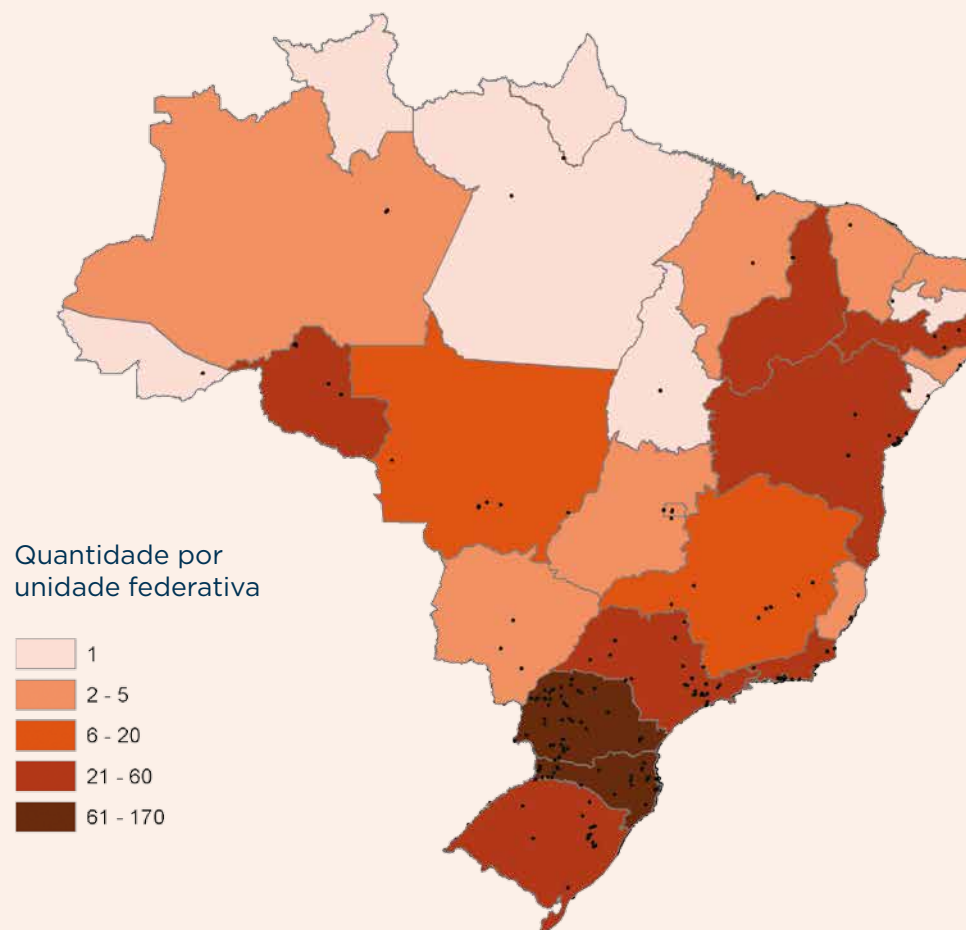 Quantidade por
unidade federativa
1
2 - 5
6 - 20
21 - 60
61 - 170